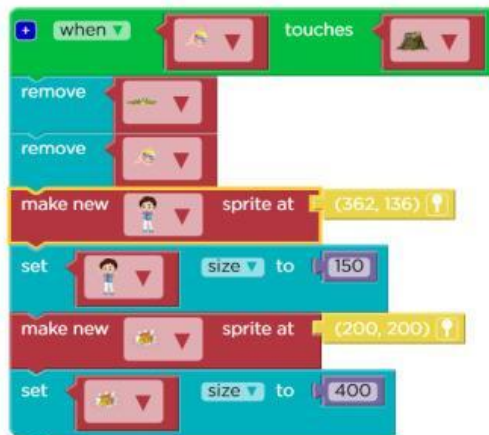 + when ▼ touches
remove
remove
make new sprite at (362, 136)
set size ▼ to 150
make new sprite at (200, 200)
set size ▼ to 400